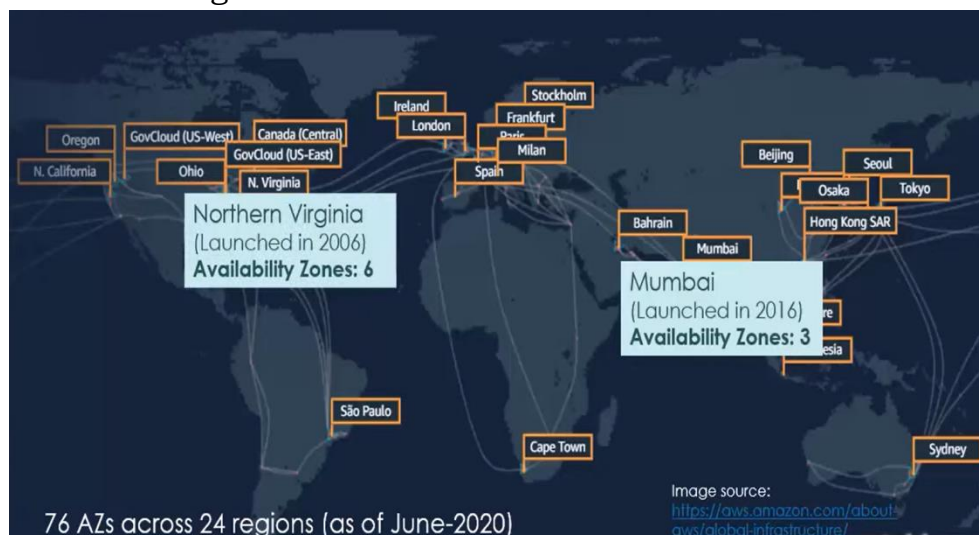 Stockholm
Ireland
Frankfurt
London
Paris
Oregon
GovCloud (US-West)
Canada (Central)
Milan
GovCloud (US-East)
Beijing
Seoul
N. California
Ohio
Spain
N. Virginia
Osaka
Tokyo
Northern Virginia
(Launched in 2006)
Availability Zones: 6
Bahrain
Hong Kong SAR
Mumbai
Mumbai
(Launched in 2016)
Availability Zones: 3
São Paulo
Cape Town
Sydney
76 AZs across 24 regions (as of June-2020)
Image source:
https://aws.amazon.com/about-
aws/global-infrastructure/